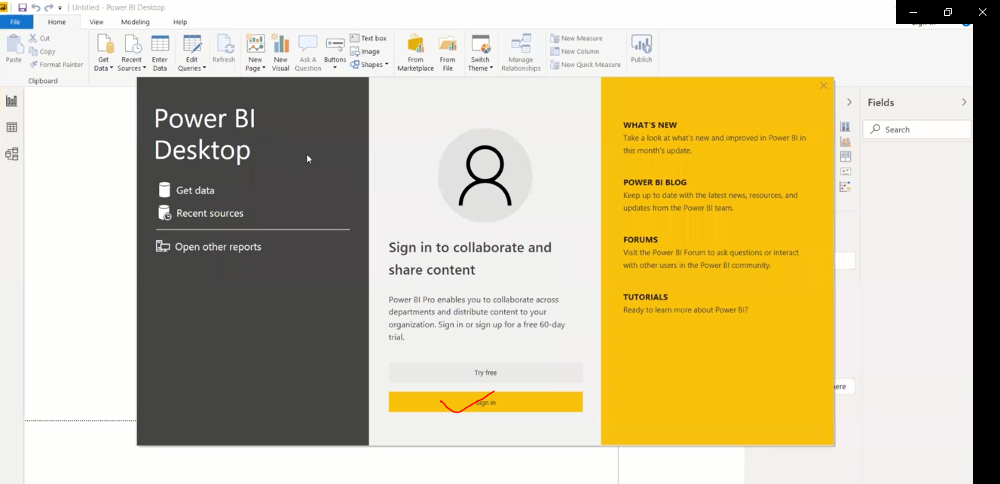 Untitled - Power BI Desktop
File Home View Modeling Help
Paste
Cut
Copy
Format Painter
Clipboard
Get Data
Recent Sources
Enter Data
Edit Queries
Refresh
New Page
New Visual
Ask A Question
Buttons
Text box
Image
Shapes
From Marketplace
From File
Switch Theme
Manage Relationships
New Measure
New Column
New Quick Measure
Publish
Power BI
Desktop
Get data
Recent sources
Open other reports
Sign in to collaborate and
share content
Power BI Pro enables you to collaborate across
departments and distribute content to your
organization. Sign in or sign up for a free 60-day
trial.
Try free
Sign in
WHAT'S NEW
Take a look at what's new and improved in Power BI in
this month's update.
POWER BI BLOG
Keep up to date with the latest news, resources, and
updates from the Power BI team.
FORUMS
Visit the Power BI Forum to ask questions or interact
with other users in the Power BI community.
TUTORIALS
Ready to learn more about Power BI?
Fields
Search